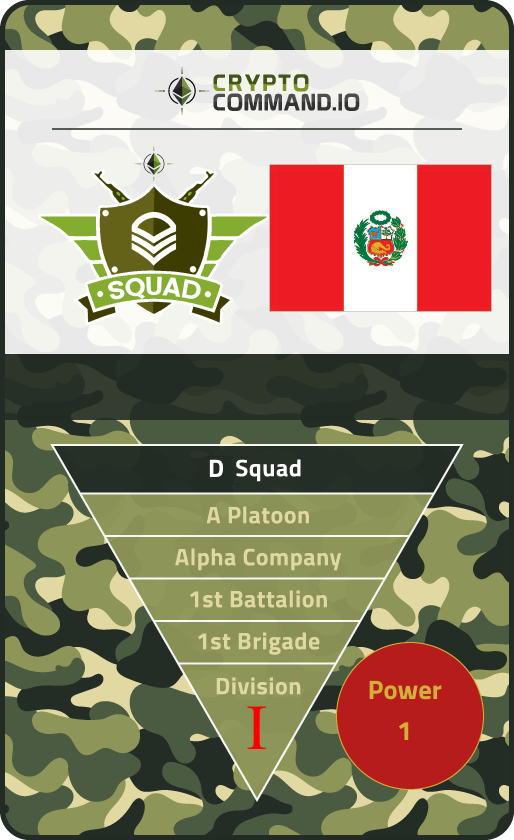 CRYPTO
COMMAND.IO
SQUAD
D Squad
A Platoon
Alpha Company
1st Battalion
1st Brigade
Division
I
Power
1